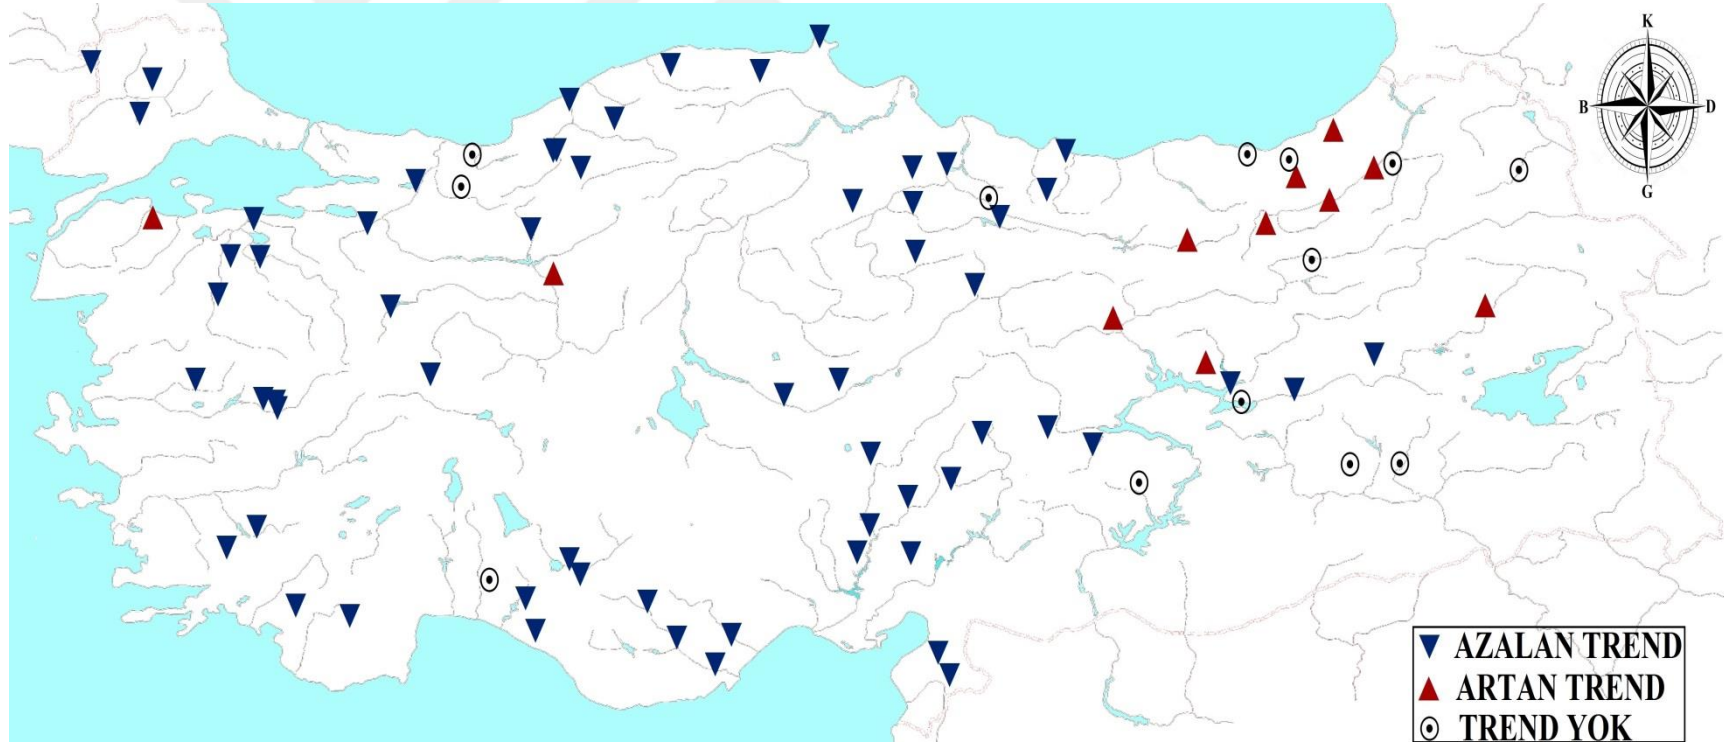 K
B D
G
AZALAN TREND
ARTAN TREND
TREND YOK